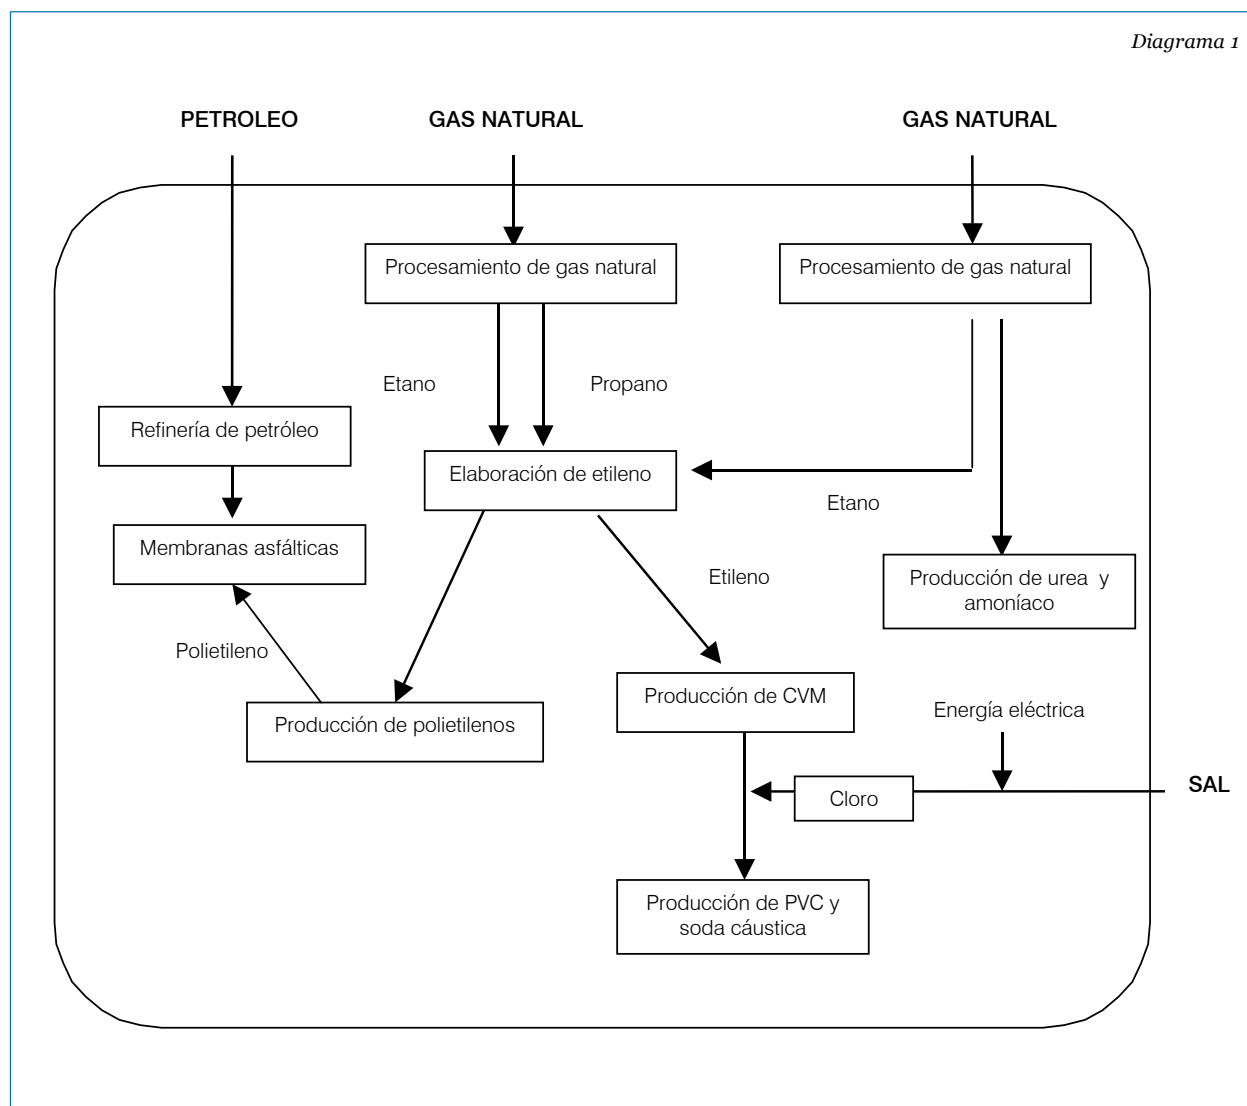 Diagrama 1
PETROLEO
GAS NATURAL
GAS NATURAL
Procesamiento de gas natural
Procesamiento de gas natural
Etano
Propano
Refinería de petróleo
Elaboración de etileno
Etano
Membranas asfálticas
Etileno
Producción de urea y
amoníaco
Polietileno
Producción de CVM
Producción de polietilenos
Energía eléctrica
Cloro
SAL
Producción de PVC y
soda cáustica